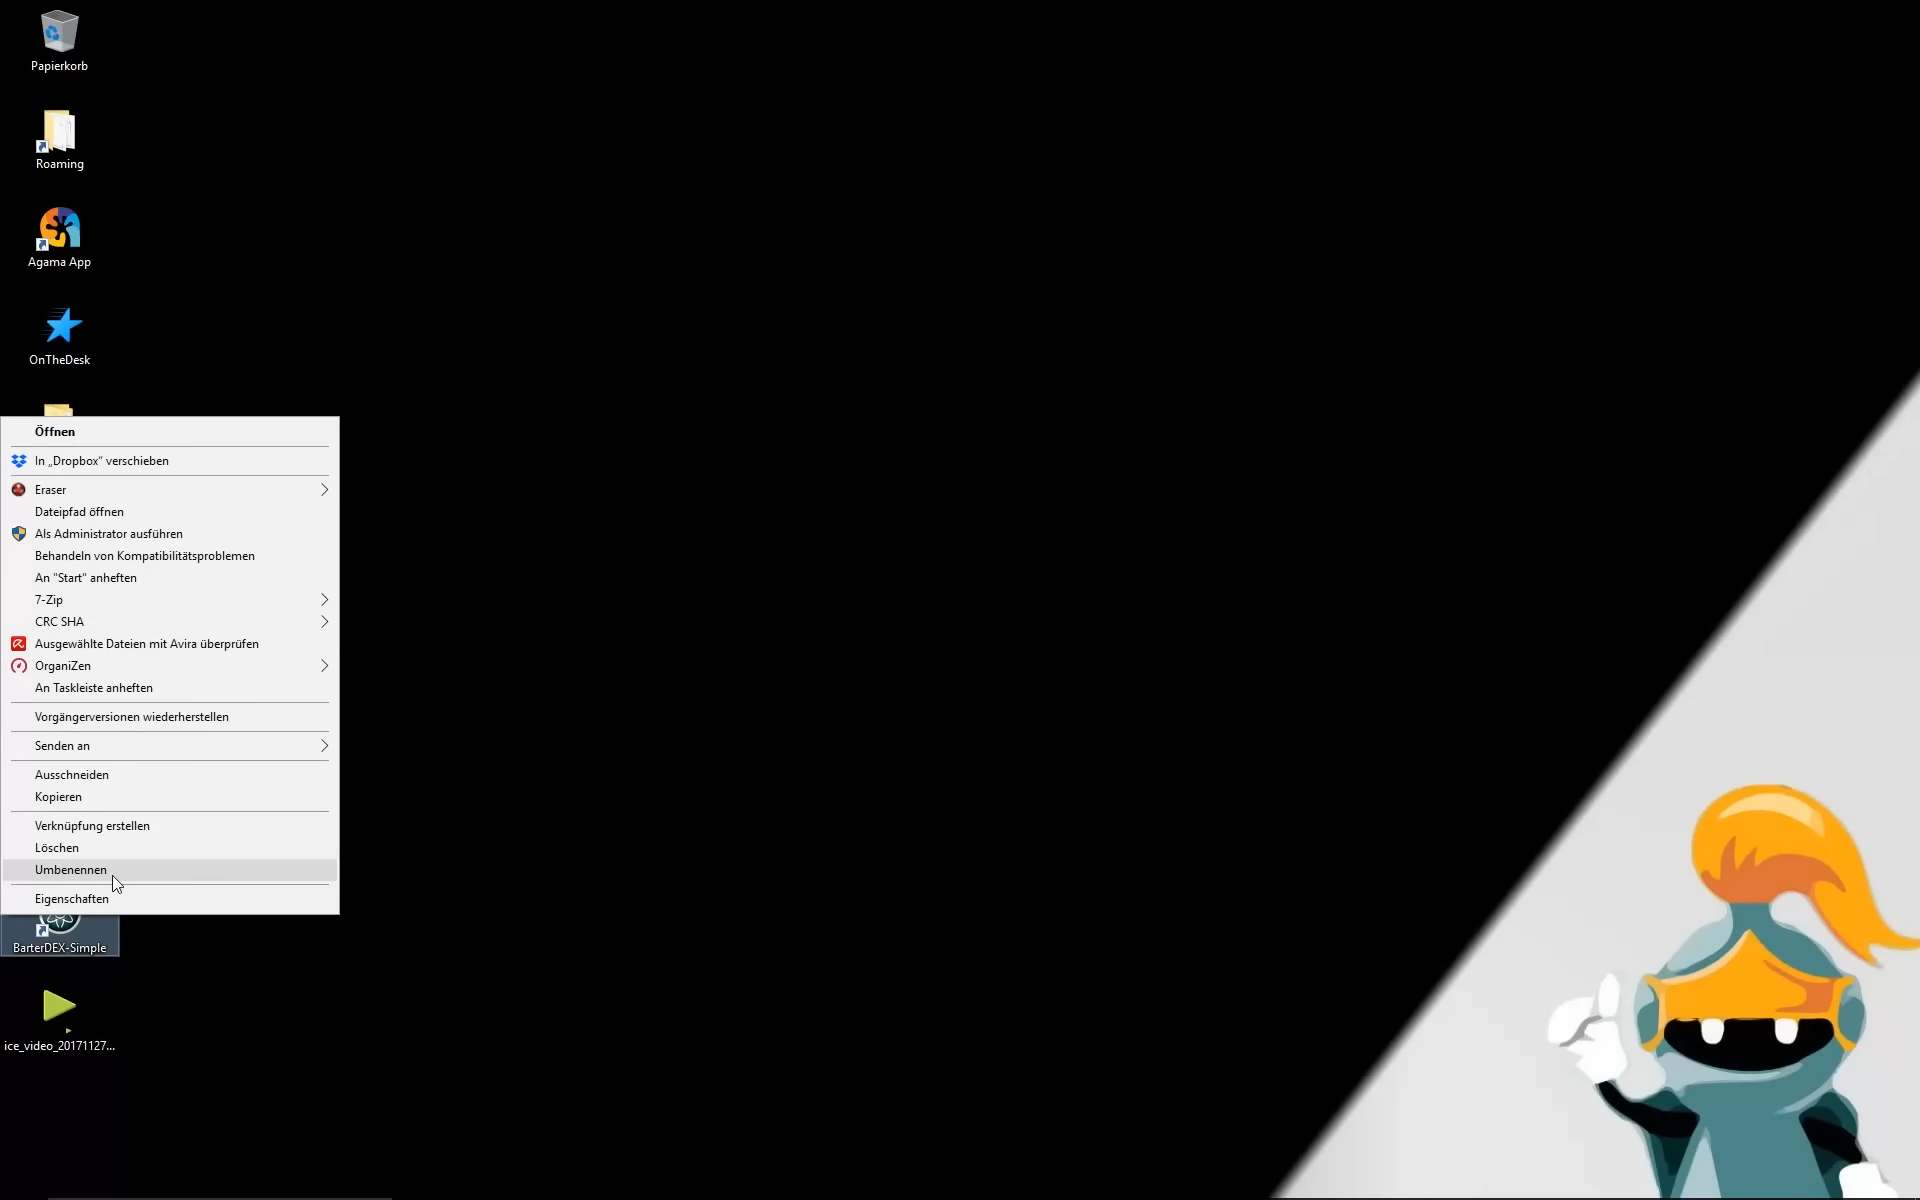 Papierkorb
Roaming
Agama App
OnTheDesk
Öffnen
In „Dropbox“ verschieben
Eraser
Dateipfad öffnen
Als Administrator ausführen
Behandeln von Kompatibilitätsproblemen
An "Start" anheften
7-Zip
CRC SHA
Ausgewählte Dateien mit Avira überprüfen
OrganiZen
An Taskleiste anheften
Vorgängerversionen wiederherstellen
Senden an
Ausschneiden
Kopieren
Verknüpfung erstellen
Löschen
Umbenennen
Eigenschaften
BarterDEX-Simple
ice_video_20171127...